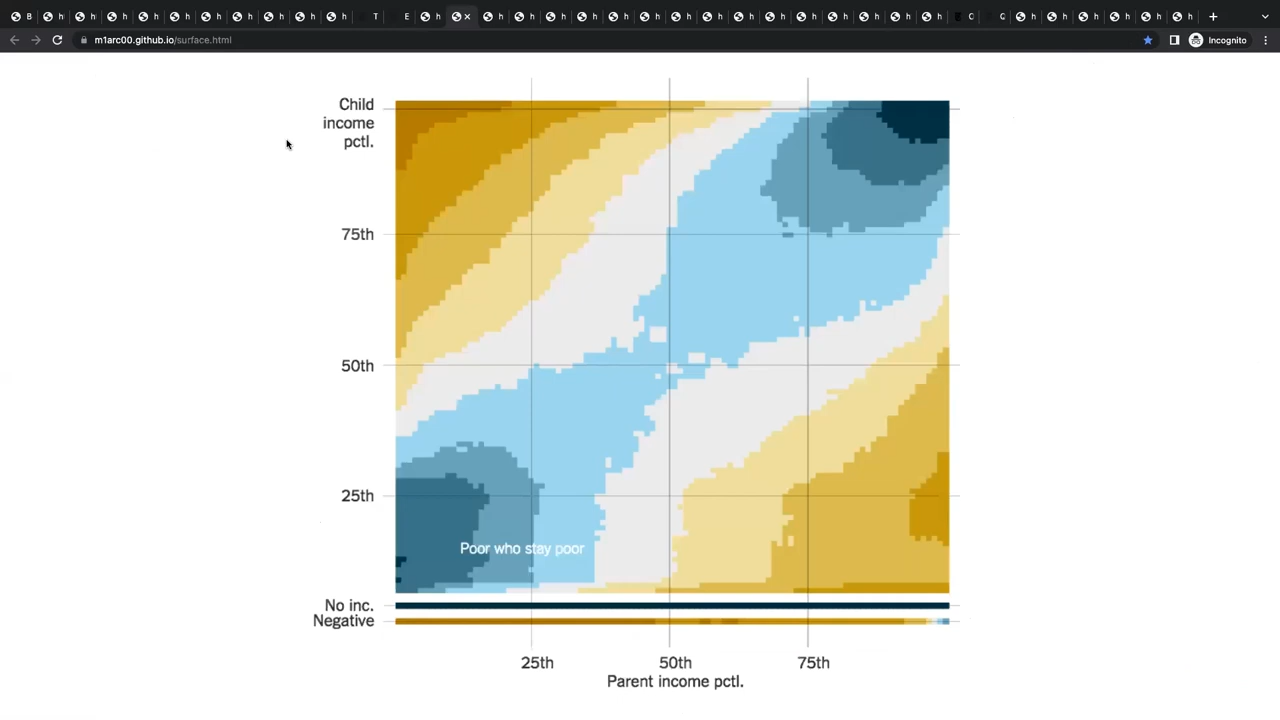 B h h h h h h h h h h T E h × h h h h h h h h h h h h h h h C Q h h h h h h
m1arc00.github.io/surface.html
Incognito
Child
income
pctl.
75th
50th
25th
Poor who stay poor
No inc.
Negative
25th 50th 75th
Parent income pctl.